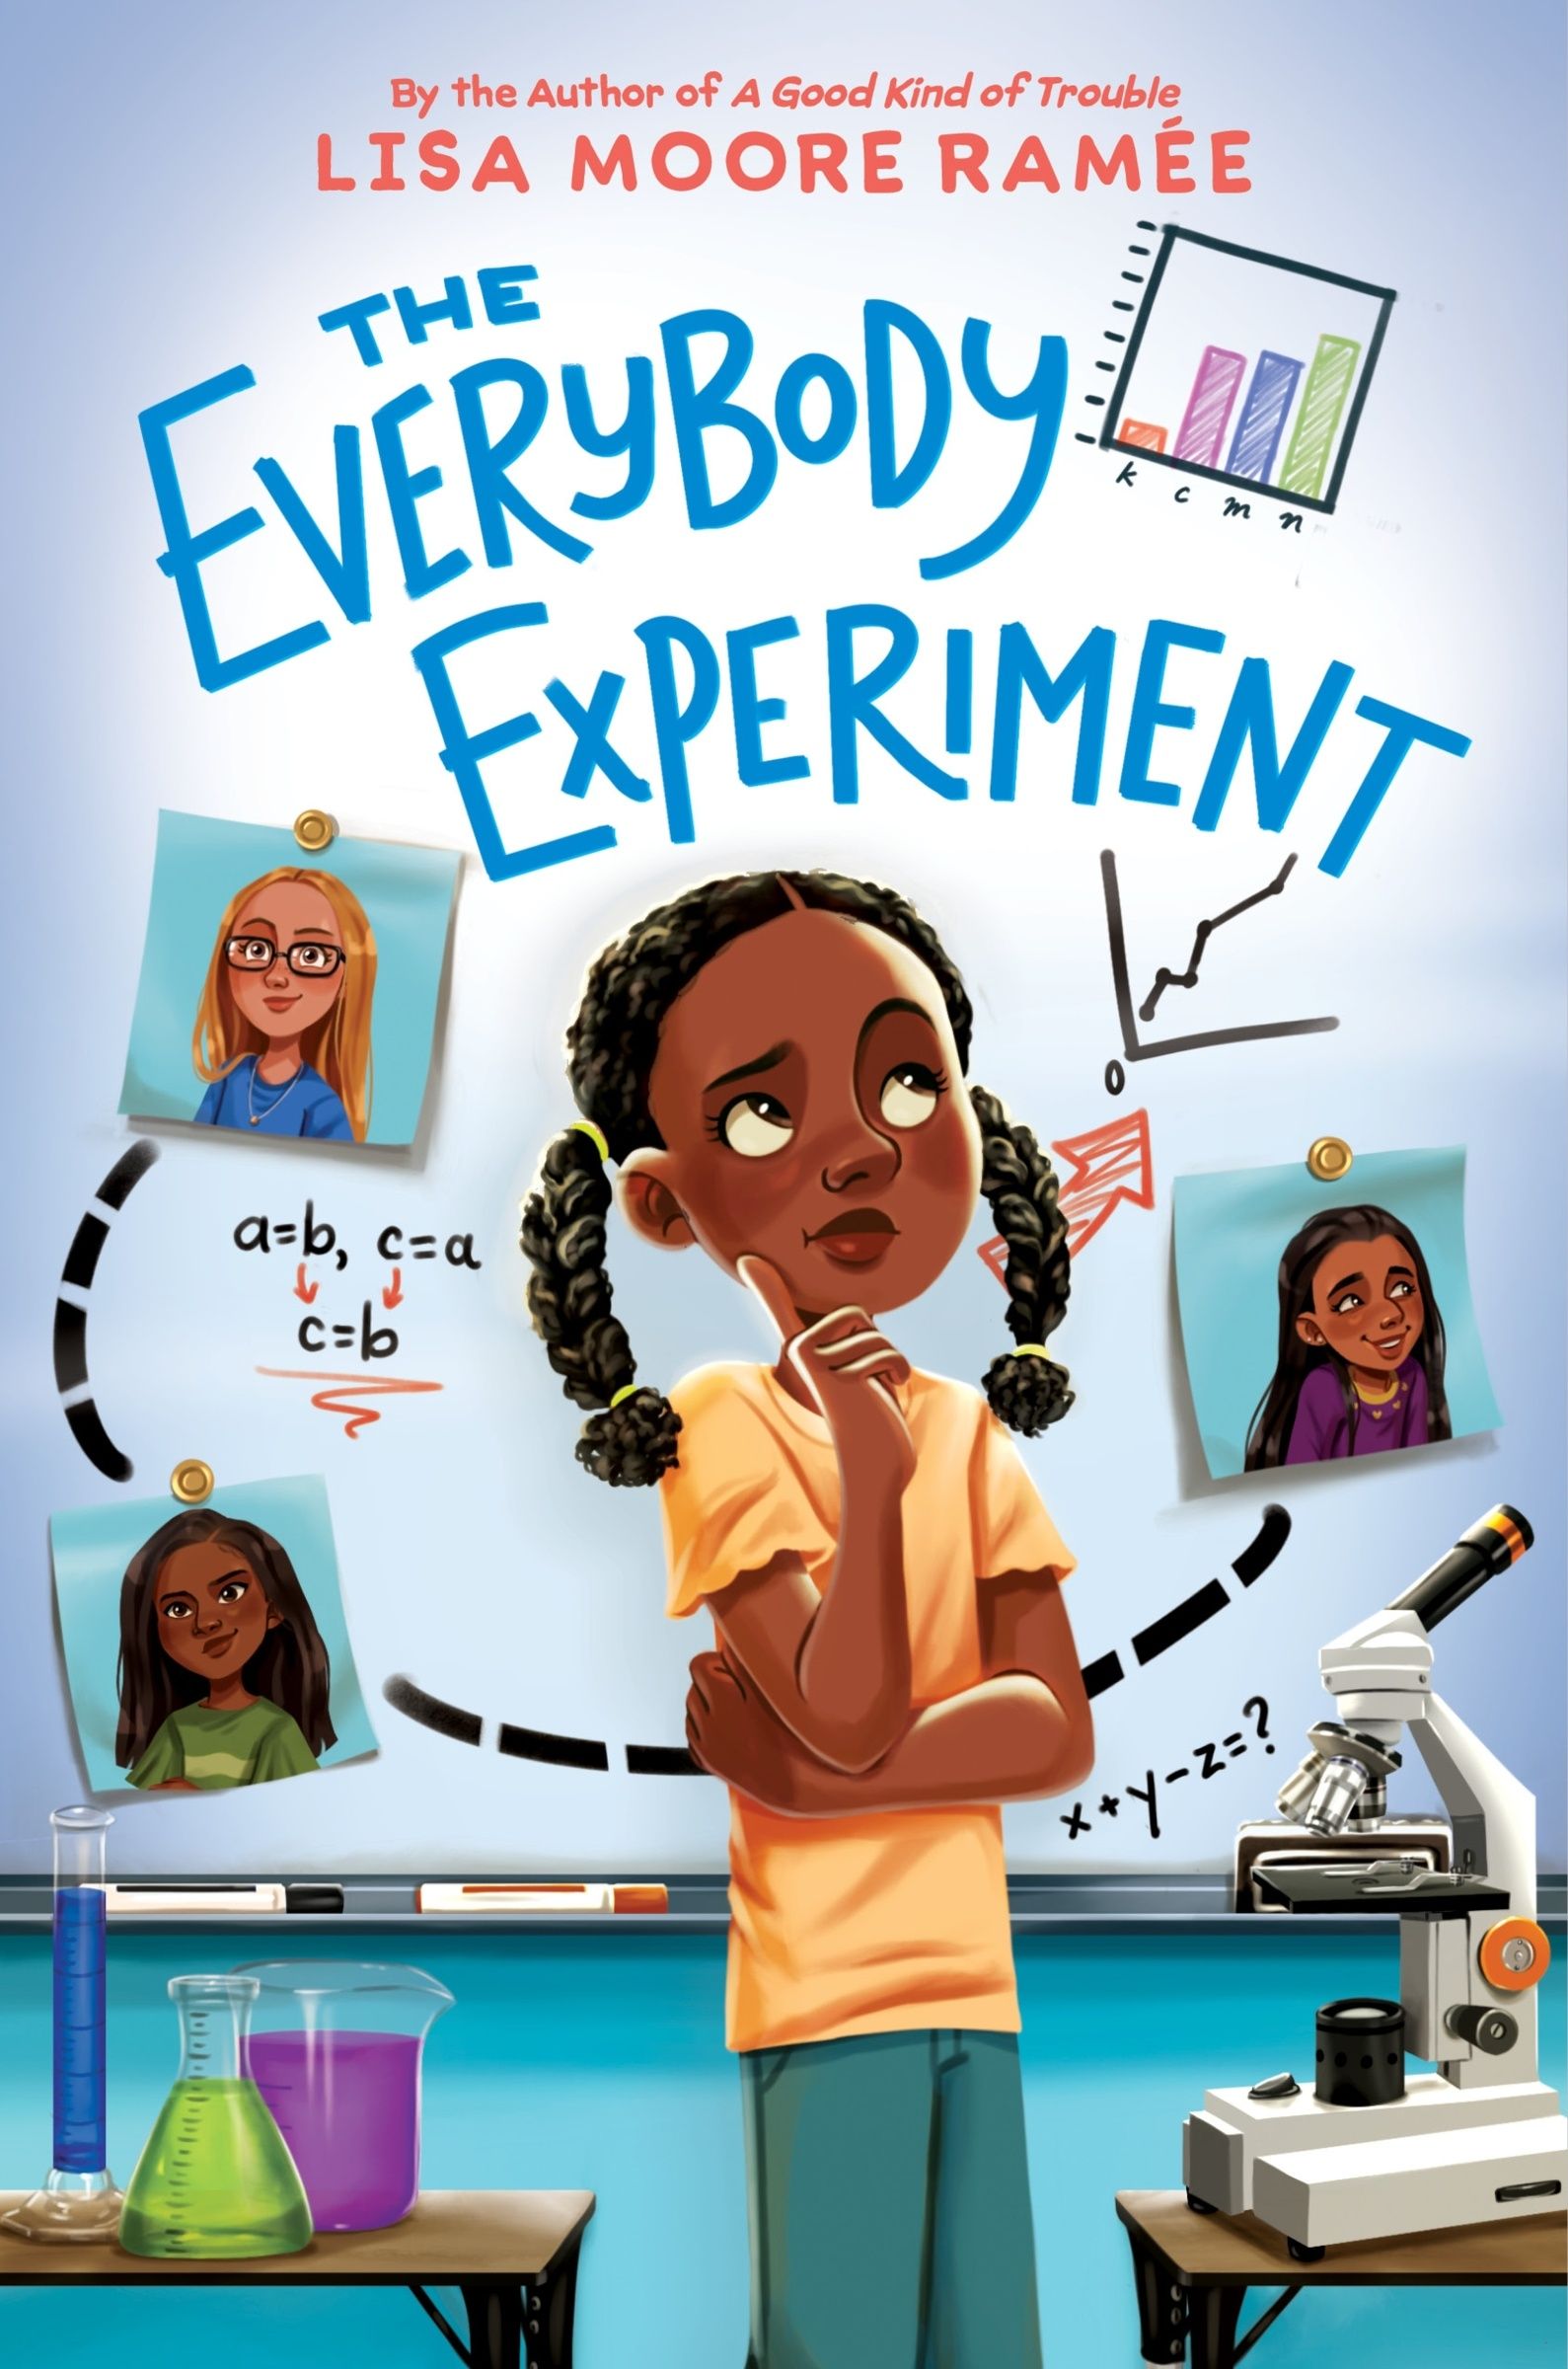 By the Author of A Good Kind of Trouble
LISA MOORE RAMÉE
THE
EVERYBODY
EXPERIMENT
k c m n
0
a=b, c=a
c=b
x+y-z=?